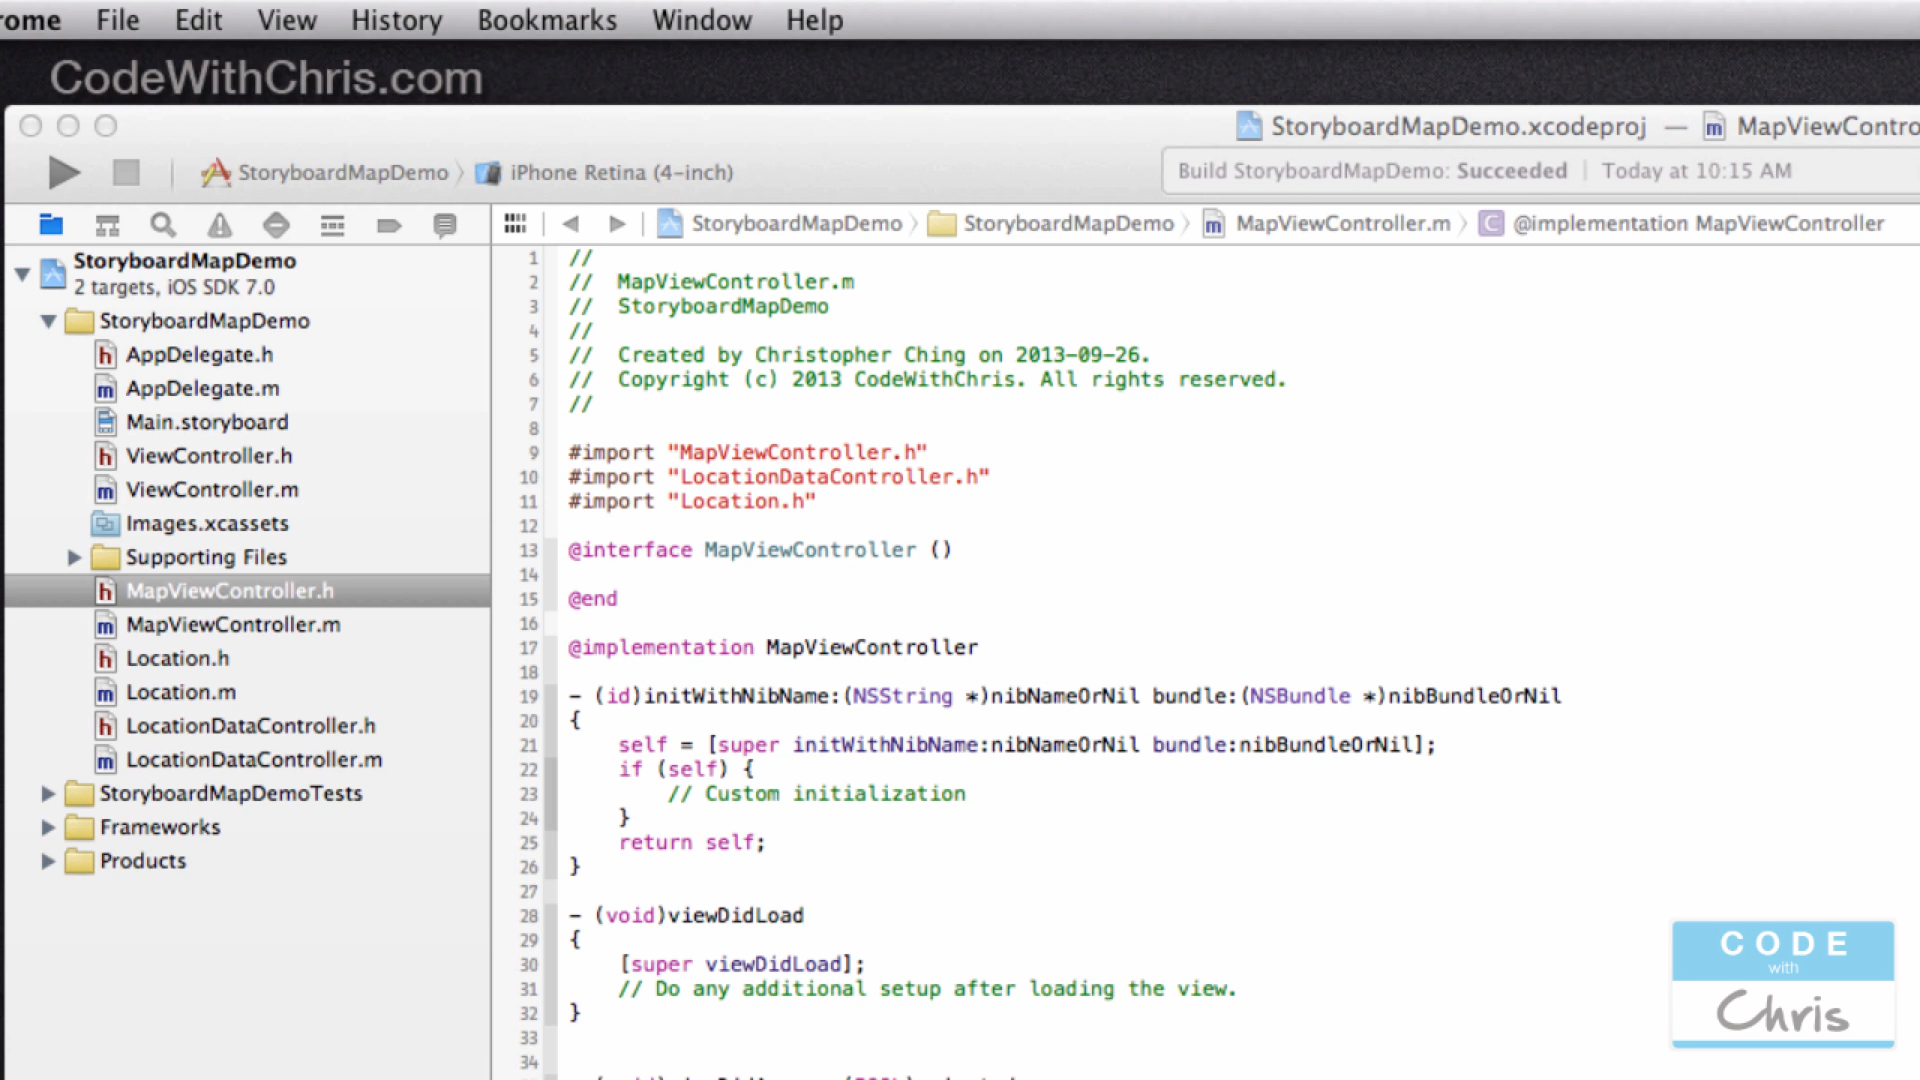 ome File Edit View History Bookmarks Window Help
CodeWithChris.com
StoryboardMapDemo.xcodeproj — m MapViewContro
StoryboardMapDemo 〉 iPhone Retina (4-inch)
Build StoryboardMapDemo: Succeeded | Today at 10:15 AM
StoryboardMapDemo 〉 StoryboardMapDemo 〉 m MapViewController.m 〉 C @implementation MapViewController
StoryboardMapDemo
2 targets, iOS SDK 7.0
StoryboardMapDemo
h AppDelegate.h
m AppDelegate.m
Main.storyboard
h ViewController.h
m ViewController.m
Images.xcassets
Supporting Files
h MapViewController.h
m MapViewController.m
h Location.h
m Location.m
h LocationDataController.h
m LocationDataController.m
StoryboardMapDemoTests
Frameworks
Products
1 //
2 // MapViewController.m
3 // StoryboardMapDemo
4 //
5 // Created by Christopher Ching on 2013-09-26.
6 // Copyright (c) 2013 CodeWithChris. All rights reserved.
7 //
8
9 #import "MapViewController.h"
10 #import "LocationDataController.h"
11 #import "Location.h"
12
13 @interface MapViewController ()
14
15 @end
16
17 @implementation MapViewController
18
19 - (id)initWithNibName:(NSString *)nibNameOrNil bundle:(NSBundle *)nibBundleOrNil
20 {
21 self = [super initWithNibName:nibNameOrNil bundle:nibBundleOrNil];
22 if (self) {
23 // Custom initialization
24 }
25 return self;
26 }
27
28 - (void)viewDidLoad
29 {
30 [super viewDidLoad];
31 // Do any additional setup after loading the view.
32 }
33
34
CODE
with
Chris